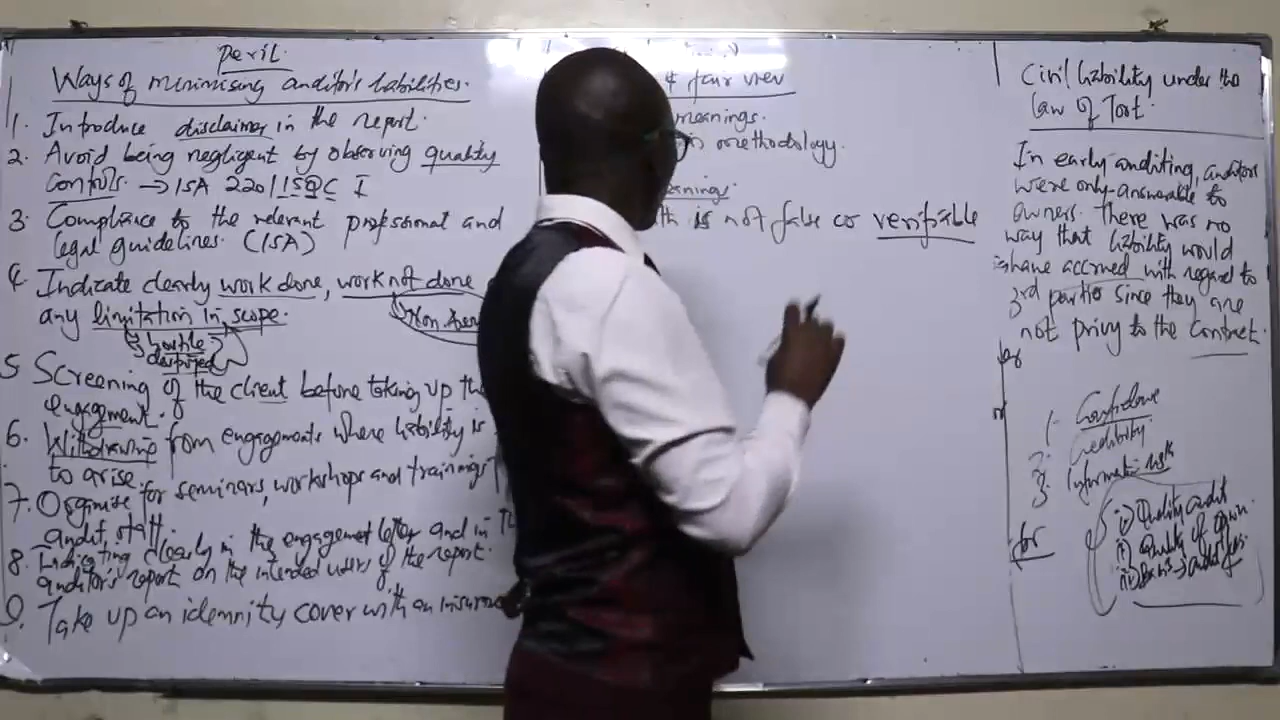 Peril
Ways of minimising auditor's liabilities.
1. Introduce disclaimer in the report.
2. Avoid being negligent by observing quality
controls → ISA 220/ISQC I
3. Compliance to the relevant professional and
legal guidelines. (ISA)
4. Indicate clearly work done, work not done
any limitation in scope.
hostile
5 Screening of the client before taking up the
engagement.
6. Withdrawing from engagements where liability is
to arise.
7. Organise for seminars, workshops and trainings
audit staff.
8. Indicating clearly in the engagement letter and in
auditor's report on the intended users of the report.
9. Take up an idemnity cover with an
& fair view
meanings.
in methodology.
is not false or verifiable
Civil liability under the
law of Tort.
In early auditing, auditors
were only answerable to
owners. There was no
way that liability would
have accrued with regard to
3rd parties since they are
not privy to the contract.
1. Confidence
2. Credibility
3. Information risk
i) Quality audit
ii) Quality of